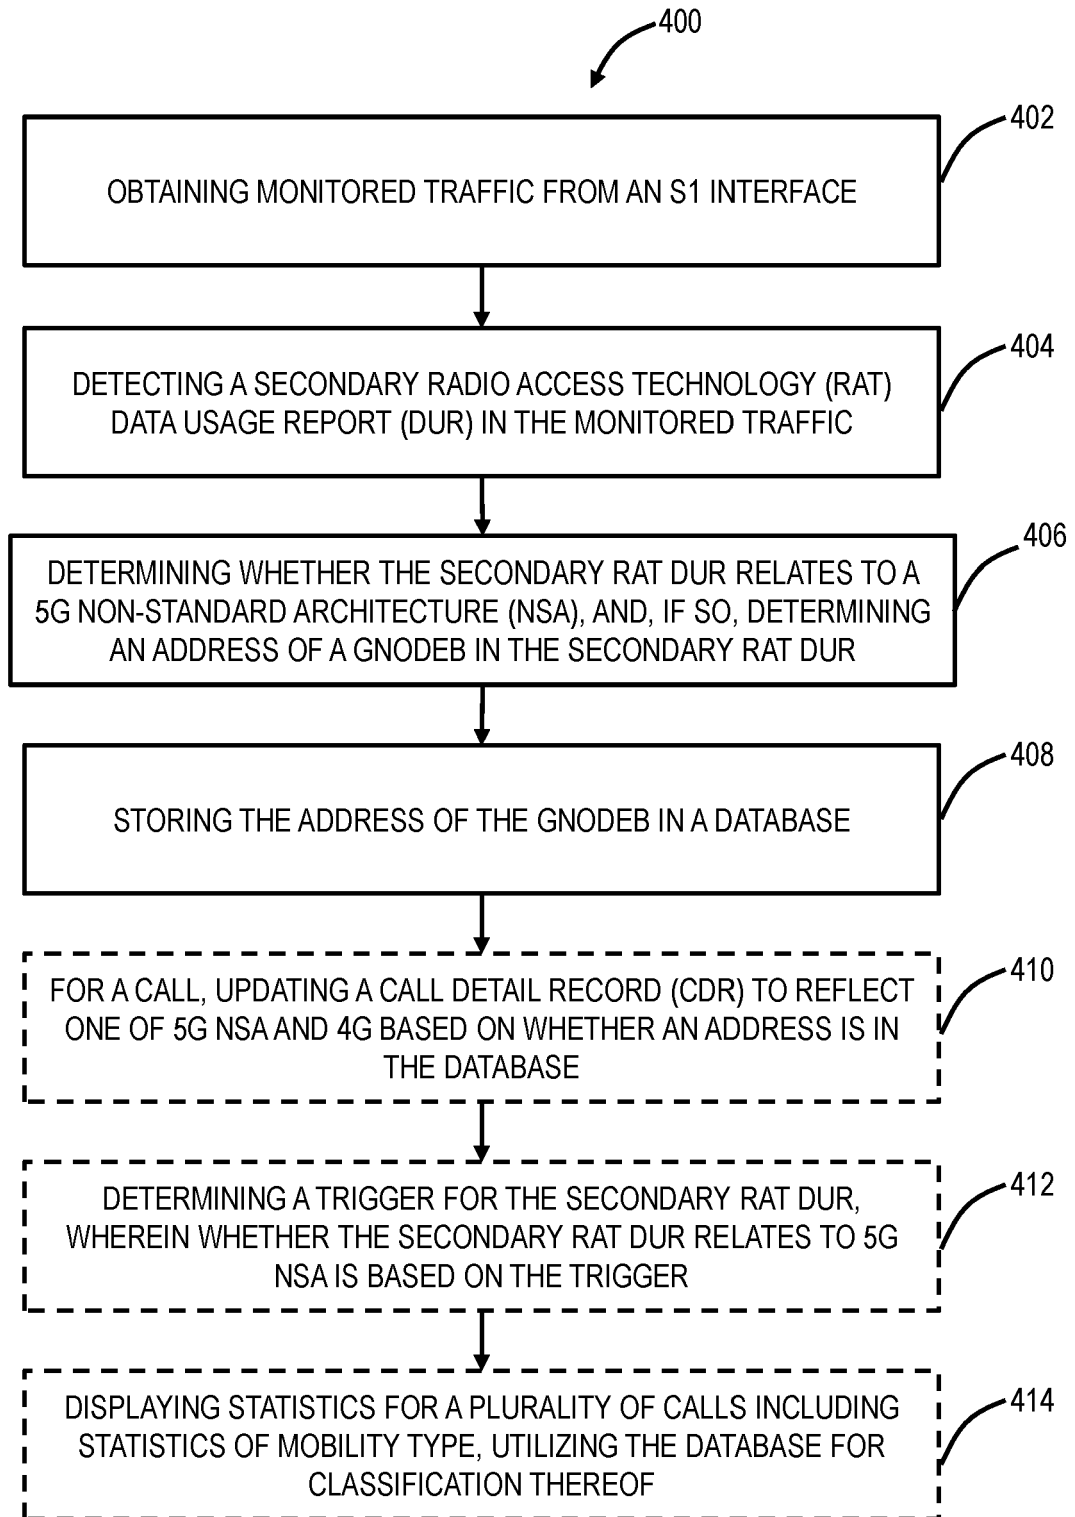 400
402
OBTAINING MONITORED TRAFFIC FROM AN S1 INTERFACE
404
DETECTING A SECONDARY RADIO ACCESS TECHNOLOGY (RAT)
DATA USAGE REPORT (DUR) IN THE MONITORED TRAFFIC
406
DETERMINING WHETHER THE SECONDARY RAT DUR RELATES TO A
5G NON-STANDARD ARCHITECTURE (NSA), AND, IF SO, DETERMINING
AN ADDRESS OF A GNODEB IN THE SECONDARY RAT DUR
408
STORING THE ADDRESS OF THE GNODEB IN A DATABASE
410
FOR A CALL, UPDATING A CALL DETAIL RECORD (CDR) TO REFLECT
ONE OF 5G NSA AND 4G BASED ON WHETHER AN ADDRESS IS IN
THE DATABASE
412
DETERMINING A TRIGGER FOR THE SECONDARY RAT DUR,
WHEREIN WHETHER THE SECONDARY RAT DUR RELATES TO 5G
NSA IS BASED ON THE TRIGGER
414
DISPLAYING STATISTICS FOR A PLURALITY OF CALLS INCLUDING
STATISTICS OF MOBILITY TYPE, UTILIZING THE DATABASE FOR
CLASSIFICATION THEREOF